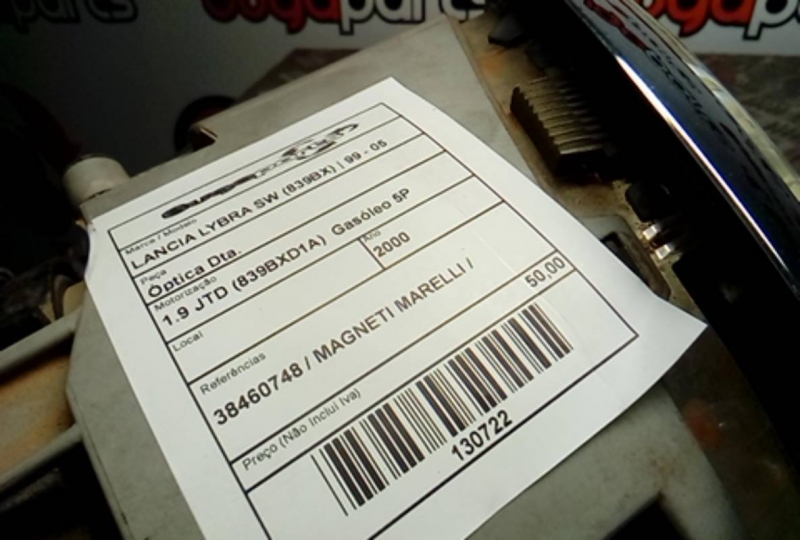 Marca / Modelo
LANCIA LYBRA SW (839BX) | 99 - 05
Peça
Óptica Dta.
Motorização
1.9 JTD (839BXD1A) Gasóleo 5P
Ano
2000
Local
Referências
38460748 / MAGNETI MARELLI /
Preço (Não Inclui Iva)
50,00
130722